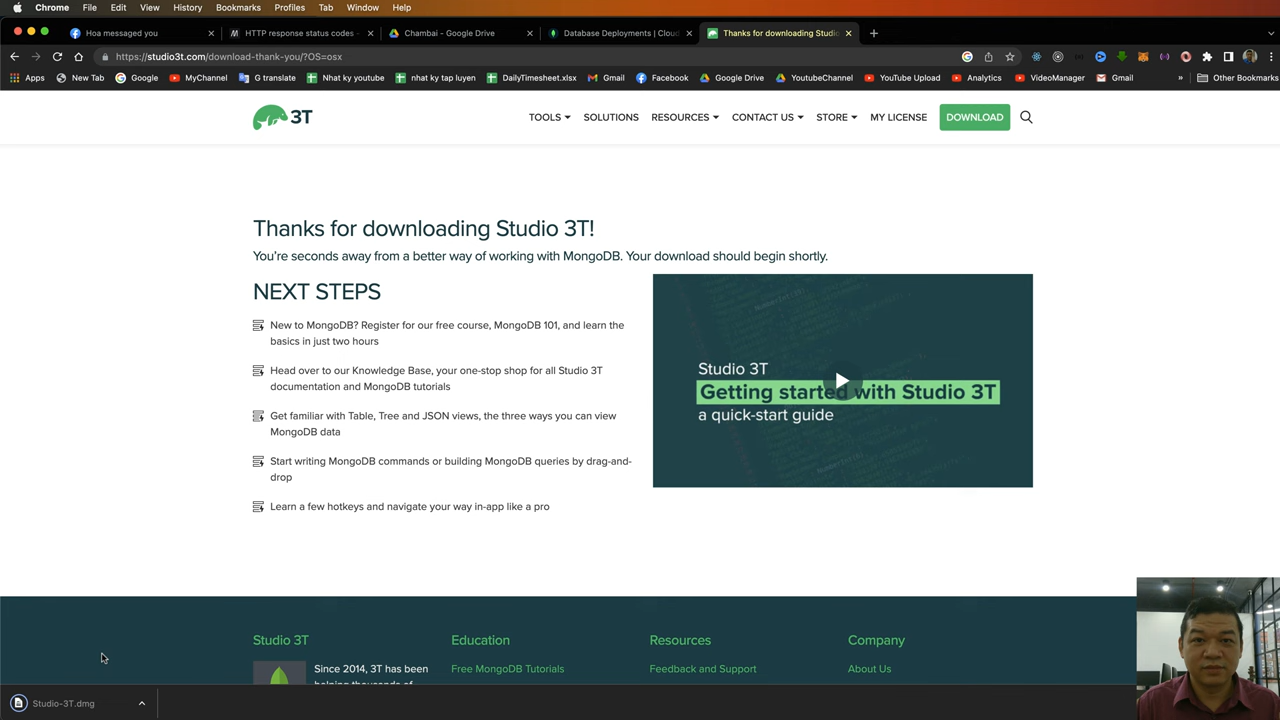 Chrome File Edit View History Bookmarks Profiles Tab Window Help
Hoa messaged you
HTTP response status codes -
Chambai - Google Drive
Database Deployments | Cloud
Thanks for downloading Studio
https://studio3t.com/download-thank-you/?OS=osx
Apps New Tab Google MyChannel G translate Nhat ky youtube nhat ky tap luyen DailyTimesheet.xlsx Gmail Facebook Google Drive YoutubeChannel YouTube Upload Analytics VideoManager Gmail » Other Bookmarks
3T TOOLS SOLUTIONS RESOURCES CONTACT US STORE MY LICENSE DOWNLOAD
Thanks for downloading Studio 3T!
You're seconds away from a better way of working with MongoDB. Your download should begin shortly.
NEXT STEPS
New to MongoDB? Register for our free course, MongoDB 101, and learn the
basics in just two hours
Head over to our Knowledge Base, your one-stop shop for all Studio 3T
documentation and MongoDB tutorials
Get familiar with Table, Tree and JSON views, the three ways you can view
MongoDB data
Start writing MongoDB commands or building MongoDB queries by drag-and-
drop
Learn a few hotkeys and navigate your way in-app like a pro
Studio 3T
Getting started with Studio 3T
a quick-start guide
Studio 3T
Since 2014, 3T has been
helping thousands of
Education
Free MongoDB Tutorials
Resources
Feedback and Support
Company
About Us
Studio-3T.dmg